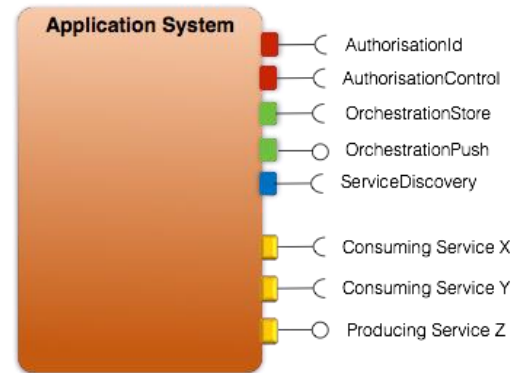 Application System
AuthorisationId
AuthorisationControl
OrchestrationStore
OrchestrationPush
ServiceDiscovery
Consuming Service X
Consuming Service Y
Producing Service Z